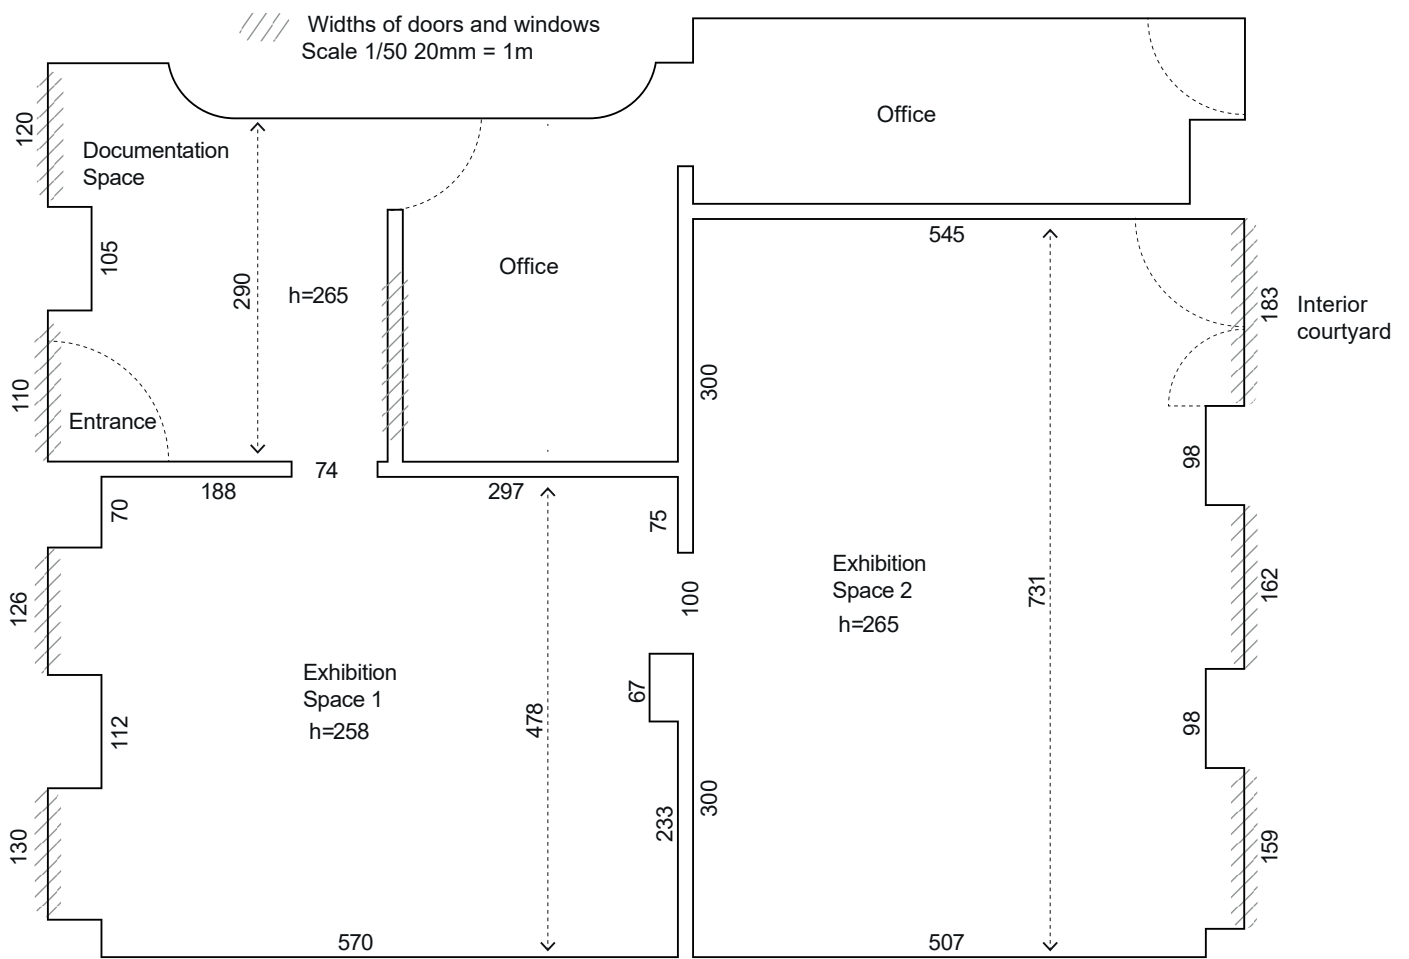 Widths of doors and windows
Scale 1/50 20mm = 1m
120
Documentation
Space
105
290
h=265
110
Entrance
Office
Office
545
300
183
Interior
courtyard
74
188
297
70
75
98
126
100
Exhibition
Space 2
h=265
731
162
Exhibition
Space 1
h=258
67
478
112
98
130
233
300
159
570
507